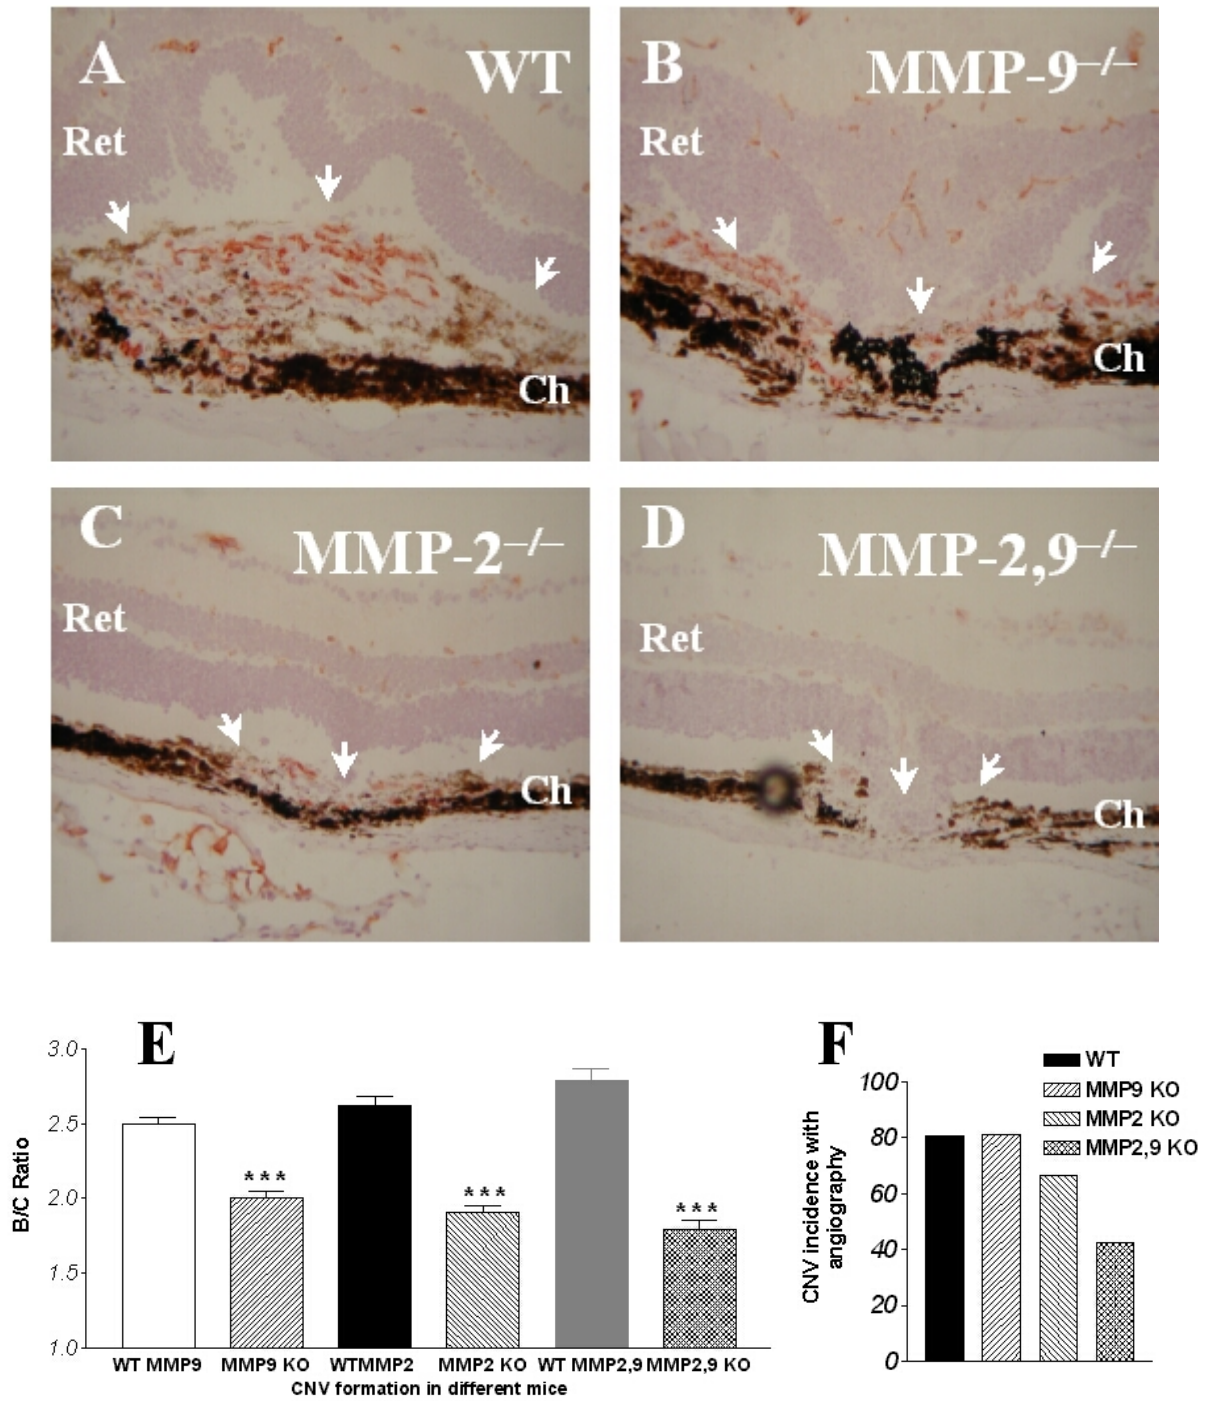 A
WT
Ret
Ch
B
MMP-9–/–
Ret
Ch
C
MMP-2–/–
Ret
Ch
D
MMP-2,9–/–
Ret
Ch
E
B/C Ratio
3.0
2.5
2.0
1.5
1.0
***
***
***
WT MMP9
MMP9 KO
WTMMP2
MMP2 KO
WT MMP2,9
MMP2,9 KO
CNV formation in different mice
F
CNV incidence with
angiography
100
80
60
40
20
0
WT
MMP9 KO
MMP2 KO
MMP2,9 KO